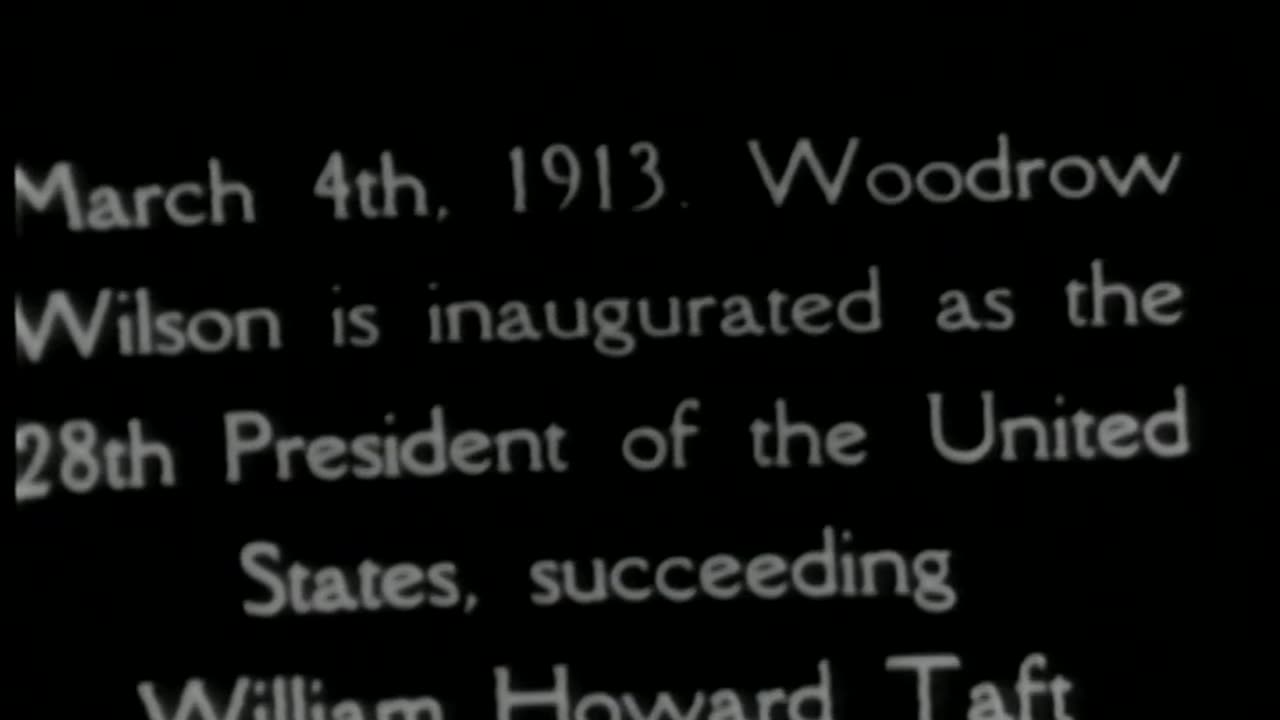 March 4th, 1913. Woodrow
Wilson is inaugurated as the
28th President of the United
States, succeeding
William Howard Taft